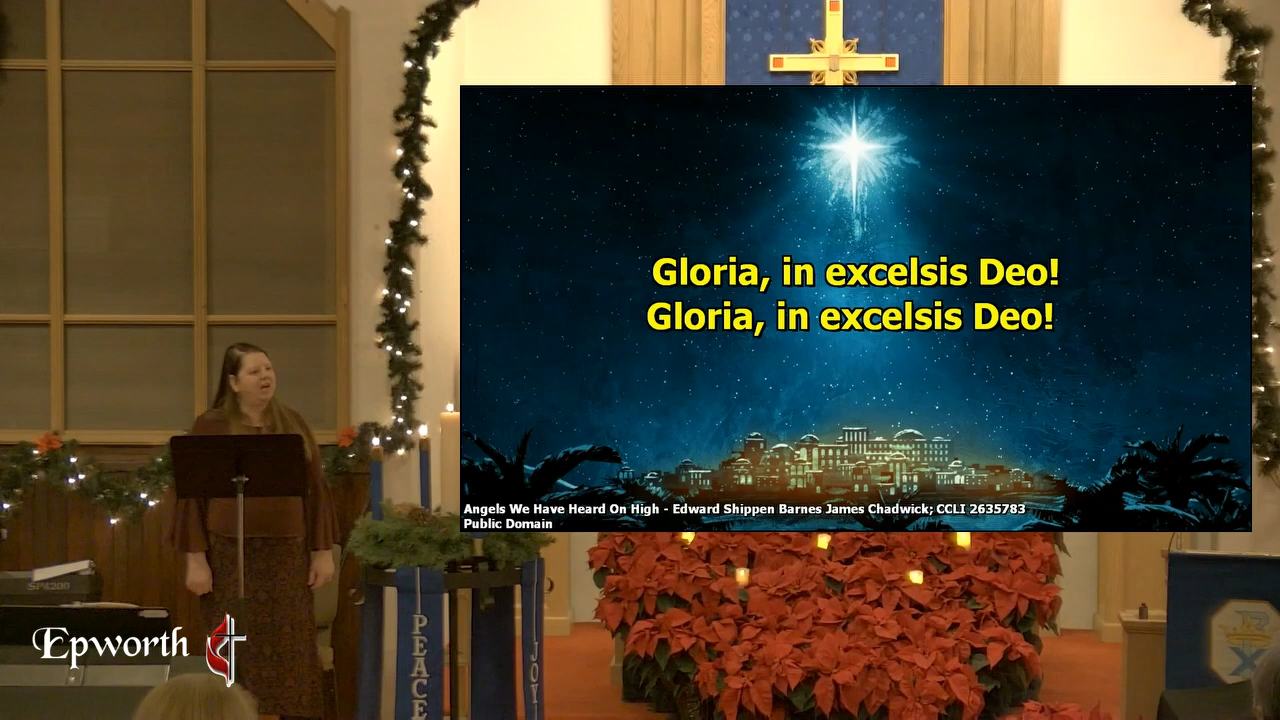 Gloria, in excelsis Deo!
Gloria, in excelsis Deo!
Angels We Have Heard On High - Edward Shippen Barnes James Chadwick; CCLI 2635783
Public Domain
SP4200
Epworth
PEACE
JOY